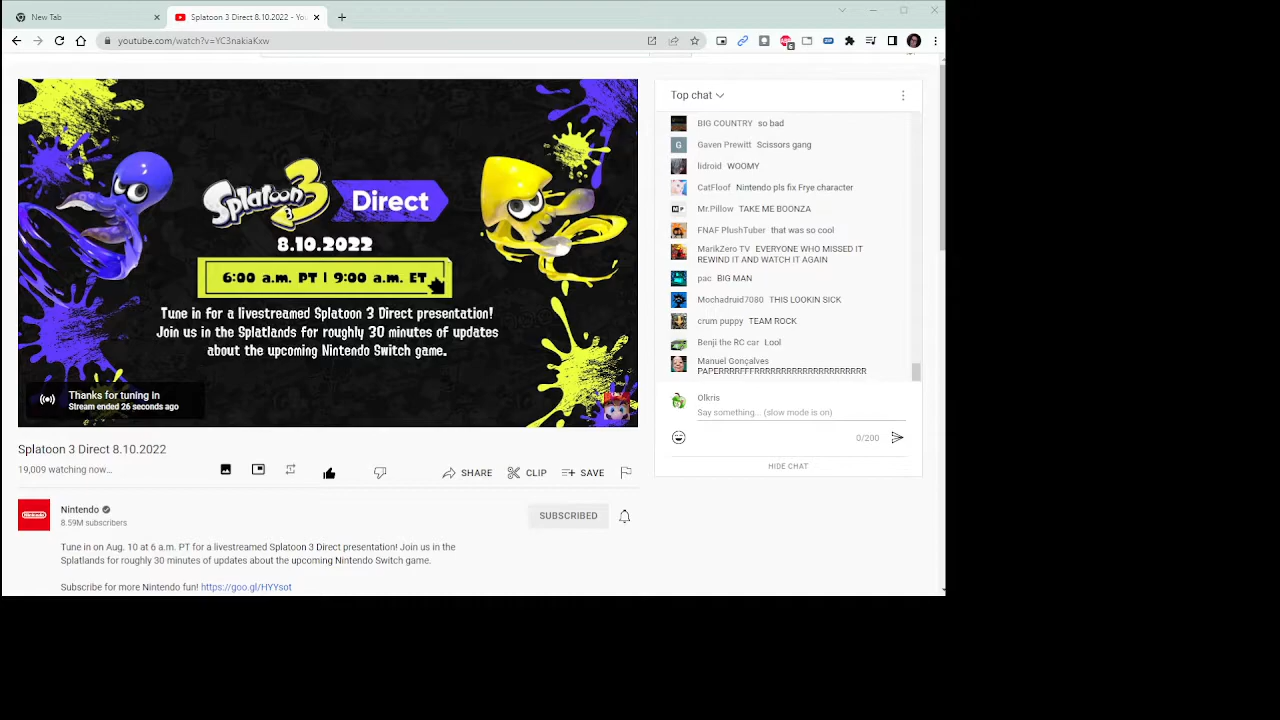 New Tab
Splatoon 3 Direct 8.10.2022 - You
youtube.com/watch?v=YC3nakiaKxw
Splatoon 3
Direct
8.10.2022
6:00 a.m. PT | 9:00 a.m. ET
Tune in for a livestreamed Splatoon 3 Direct presentation!
Join us in the Splatlands for roughly 30 minutes of updates
about the upcoming Nintendo Switch game.
Thanks for tuning in
Stream ended 26 seconds ago
Splatoon 3 Direct 8.10.2022
19,009 watching now...
SHARE
CLIP
SAVE
Nintendo
8.59M subscribers
SUBSCRIBED
Tune in on Aug. 10 at 6 a.m. PT for a livestreamed Splatoon 3 Direct presentation! Join us in the
Splatlands for roughly 30 minutes of updates about the upcoming Nintendo Switch game.
Subscribe for more Nintendo fun! https://goo.gl/HYYsot
Top chat
BIG COUNTRY so bad
G Gaven Prewitt Scissors gang
lidroid WOOMY
CatFloof Nintendo pls fix Frye character
Mr.Pillow TAKE ME BOONZA
FNAF PlushTuber that was so cool
MarikZero TV EVERYONE WHO MISSED IT
REWIND IT AND WATCH IT AGAIN
pac BIG MAN
Mochadruid7080 THIS LOOKIN SICK
crum puppy TEAM ROCK
Benji the RC car Lool
Manuel Gonçalves
PAPERRRRRFFFRRRRRRRRRRRRRRRRRRRRR
Olkris
Say something... (slow mode is on)
0/200
HIDE CHAT